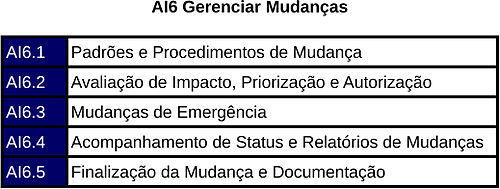 AI6 Gerenciar Mudanças
AI6.1 Padrões e Procedimentos de Mudança
AI6.2 Avaliação de Impacto, Priorização e Autorização
AI6.3 Mudanças de Emergência
AI6.4 Acompanhamento de Status e Relatórios de Mudanças
AI6.5 Finalização da Mudança e Documentação